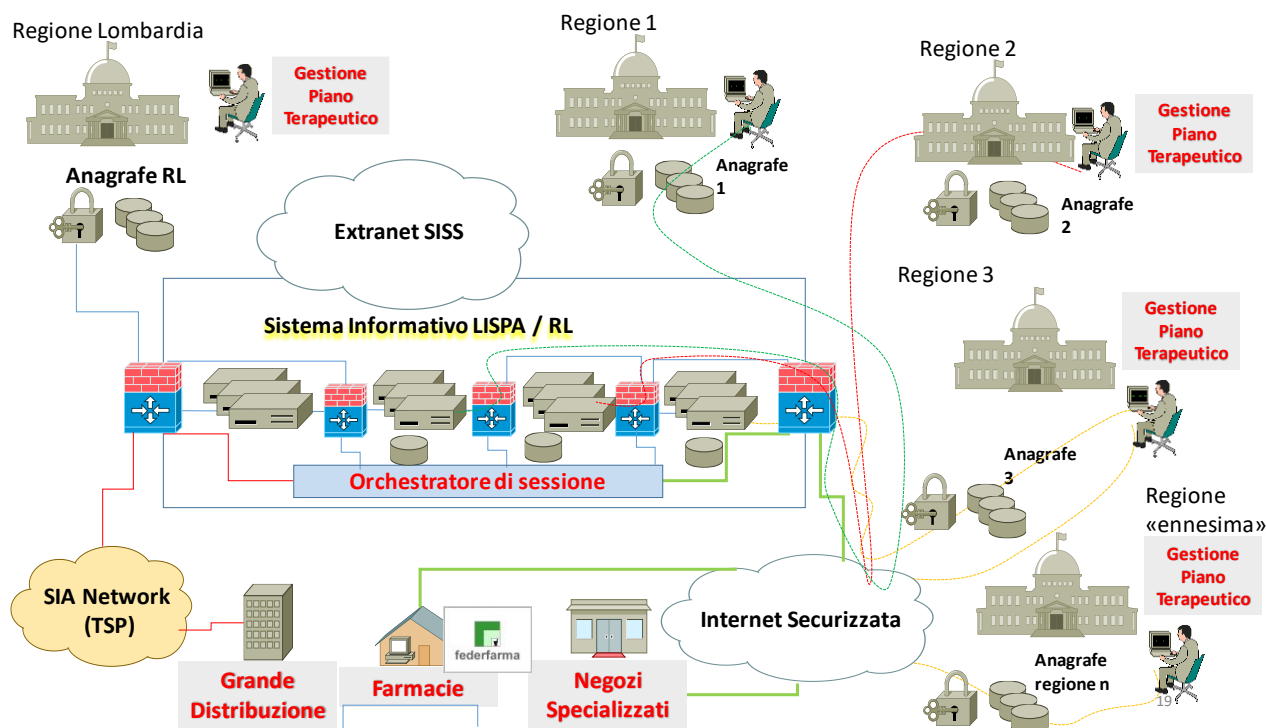 Regione Lombardia
Gestione
Piano
Terapeutico
Anagrafe RL
Regione 1
Anagrafe
1
Regione 2
Gestione
Piano
Terapeutico
Anagrafe
2
Extranet SISS
Regione 3
Gestione
Piano
Terapeutico
Anagrafe
3
Sistema Informativo LISPA / RL
Orchestratore di sessione
Regione
«ennesima»
Gestione
Piano
Terapeutico
Anagrafe
regione n
19
SIA Network
(TSP)
Internet Securizzata
federfarma
Grande
Distribuzione
Farmacie
Negozi
Specializzati